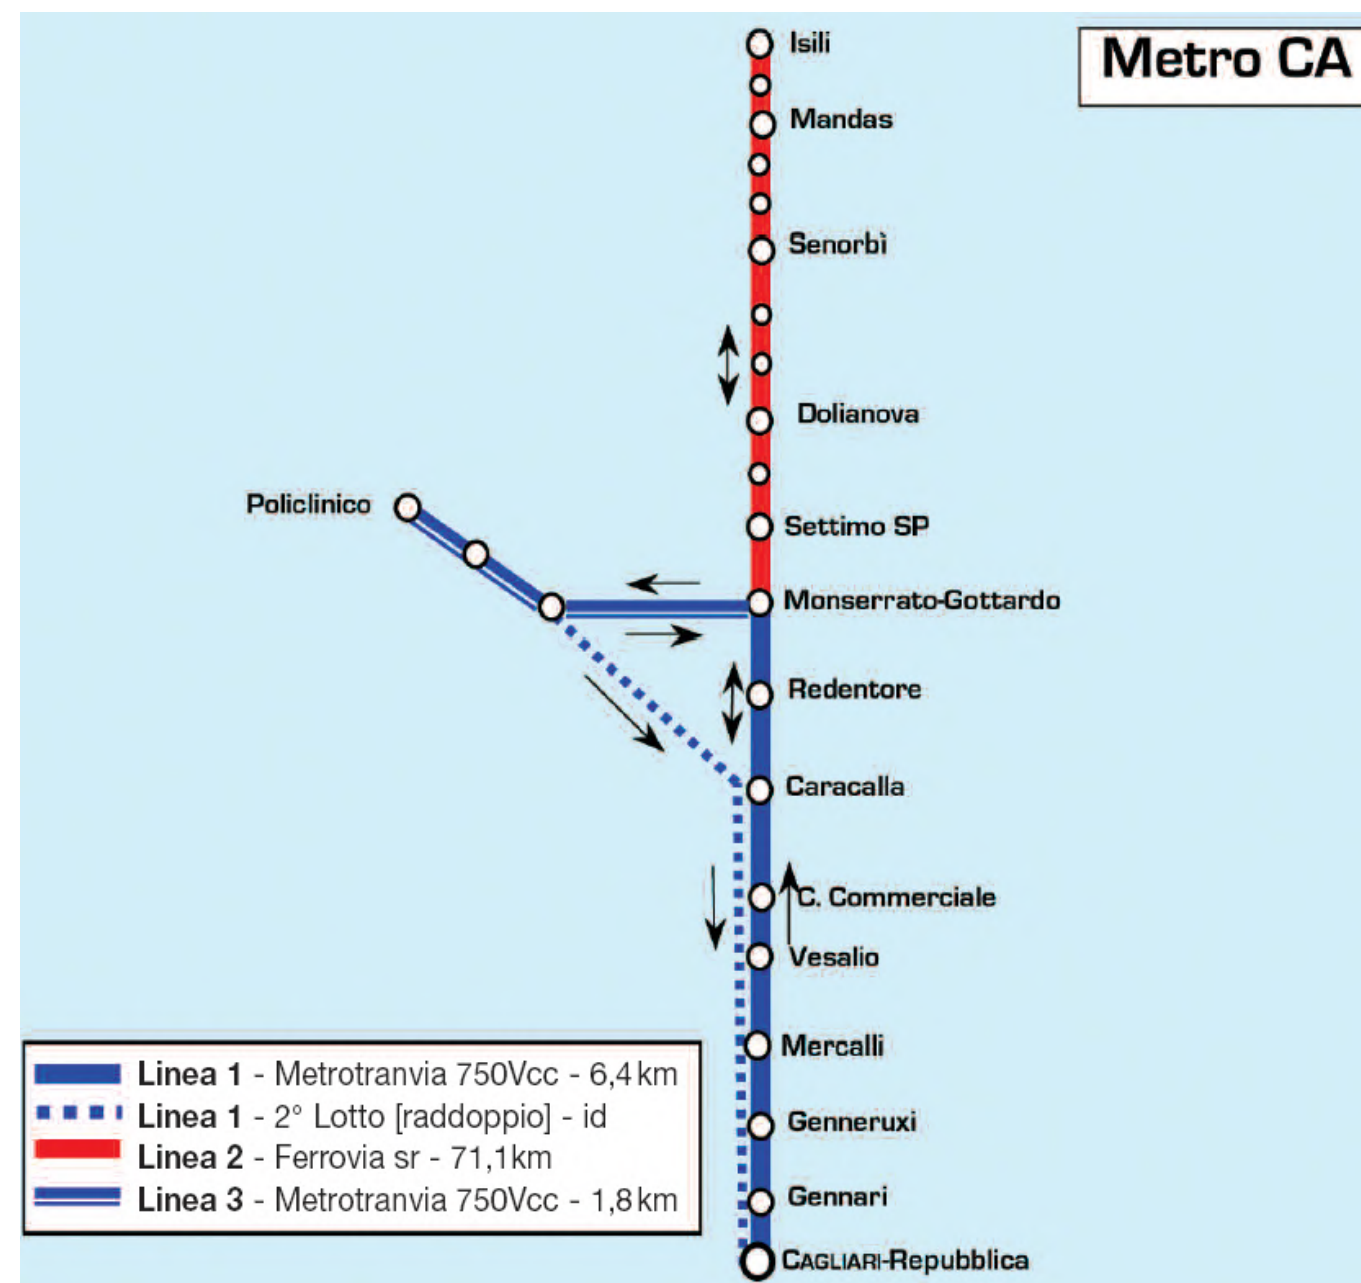 Metro CA
Isili
Mandas
Senorbì
Dolianova
Policlinico
Settimo SP
Monserrato-Gottardo
Redentore
Caracalla
C. Commerciale
Vesalio
Mercalli
Genneruxi
Gennari
CAGLIARI-Repubblica
Linea 1 - Metrotranvia 750Vcc - 6,4 km
Linea 1 - 2° Lotto [raddoppio] - id
Linea 2 - Ferrovia sr - 71,1km
Linea 3 - Metrotranvia 750Vcc - 1,8 km